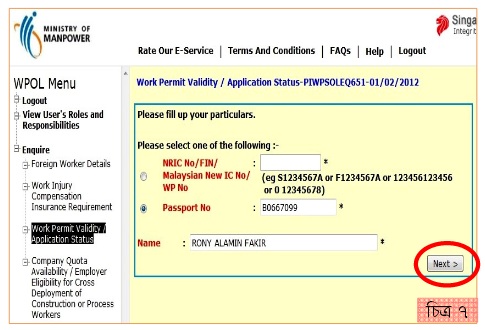 MINISTRY OF
MANPOWER
Singa
Integrit
Rate Our E-Service | Terms And Conditions | FAQs | Help | Logout
WPOL Menu
Logout
View User's Roles and
Responsibilities
Enquire
Foreign Worker Details
Work Injury
Compensation
Insurance Requirement
Work Permit Validity /
Application Status
Company Quota
Availability / Employer
Eligibility for Cross
Deployment of
Construction or Process
Workers
Work Permit Validity / Application Status-PIWPSOLEQ651-01/02/2012
Please fill up your particulars.
Please select one of the following :-
NRIC No/FIN/ : *
Malaysian New IC No/ (eg S1234567A or F1234567A or 123456123456
WP No or 0 12345678)
Passport No : B0667099 *
Name : RONY ALAMIN FAKIR *
Next >
চিত্র ৭